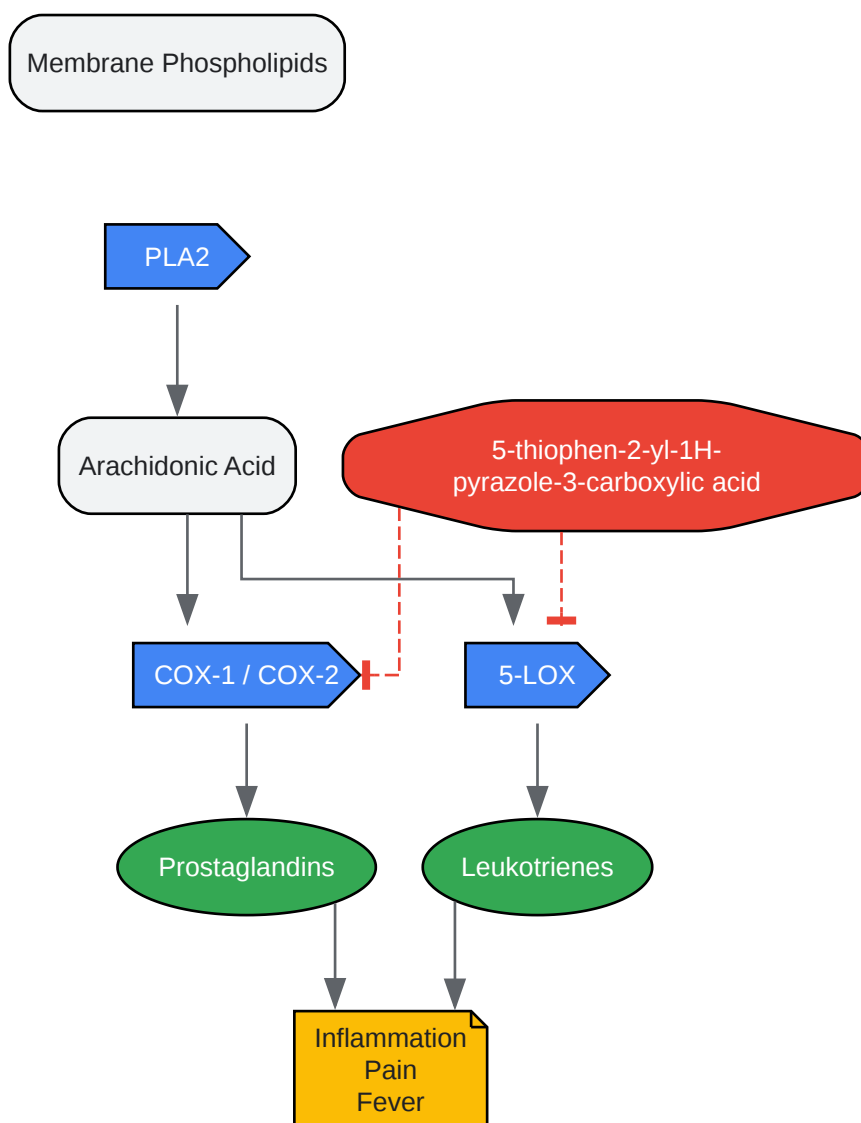 Membrane Phospholipids
PLA2
Arachidonic Acid
5-thiophen-2-yl-1H-
pyrazole-3-carboxylic acid
COX-1 / COX-2
5-LOX
Prostaglandins
Leukotrienes
Inflammation
Pain
Fever